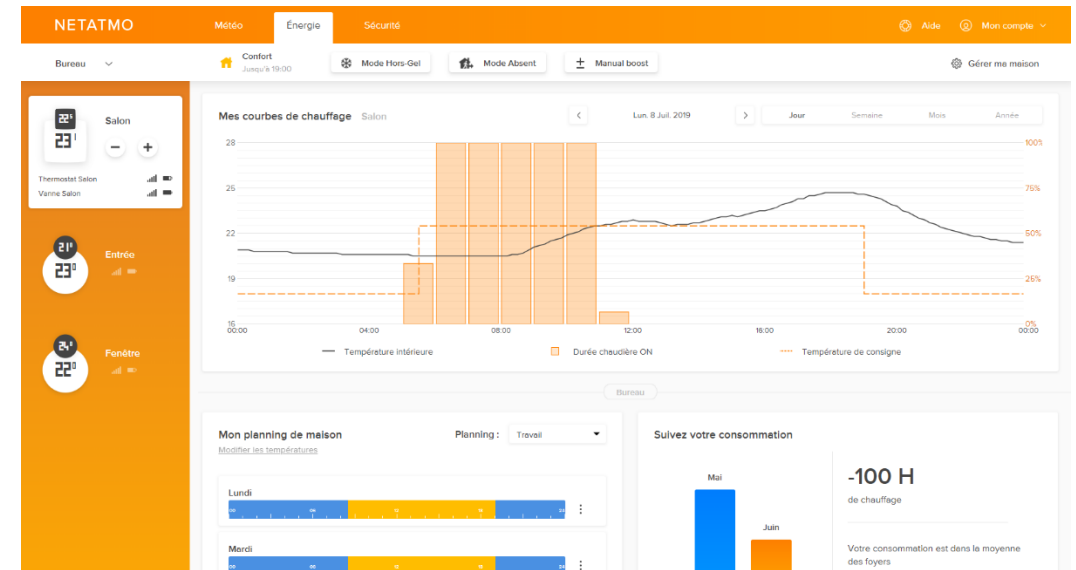 NETATMO
Météo
Énergie
Sécurité
Aide
Mon compte
Bureau
Confort
Jusqu'à 19:00
Mode Hors-Gel
Mode Absent
Manual boost
Gérer ma maison
22⁵
23¹
Salon
Thermostat Salon
Vanne Salon
Entrée
Fenêtre
Mes courbes de chauffage Salon
Lun. 8 Juil. 2019
Jour
Semaine
Mois
Année
28
25
22
19
16
100%
75%
50%
25%
0%
00:00
04:00
08:00
12:00
16:00
20:00
00:00
Température intérieure
Durée chaudière ON
Température de consigne
Bureau
Mon planning de maison
Planning : Travail
Modifier les températures
Lundi
Mardi
Suivez votre consommation
Mai
Juin
-100 H
de chauffage
Votre consommation est dans la moyenne
des foyers